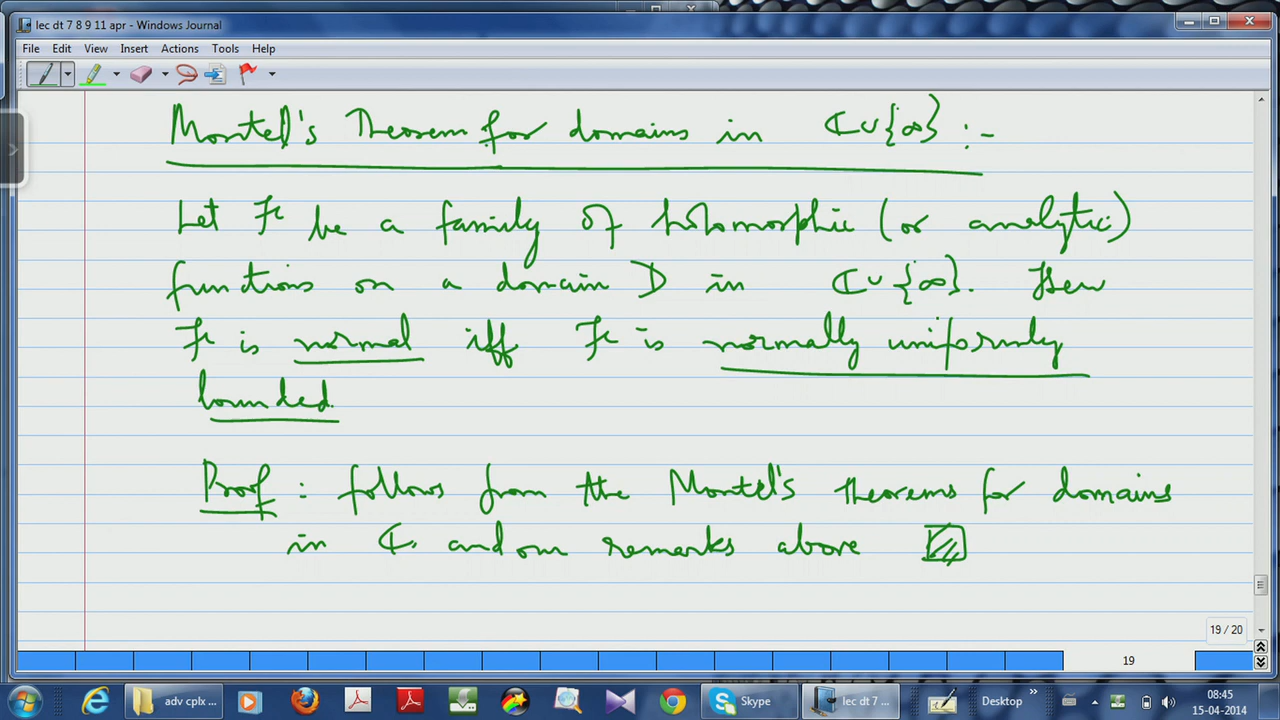 lec dt 7 8 9 11 apr - Windows Journal
File Edit View Insert Actions Tools Help
Montel's Theorem for domains in ℂ∪{∞} :-
Let ℱ be a family of holomorphic (or analytic)
functions on a domain D in ℂ∪{∞}. Then
ℱ is normal iff ℱ is normally uniformly
bounded.
Proof : follows from the Montel's theorems for domains
in ℂ, and our remarks above
19 / 20
19
adv cplx ...
Skype
lec dt 7 ...
Desktop
08:45
15-04-2014